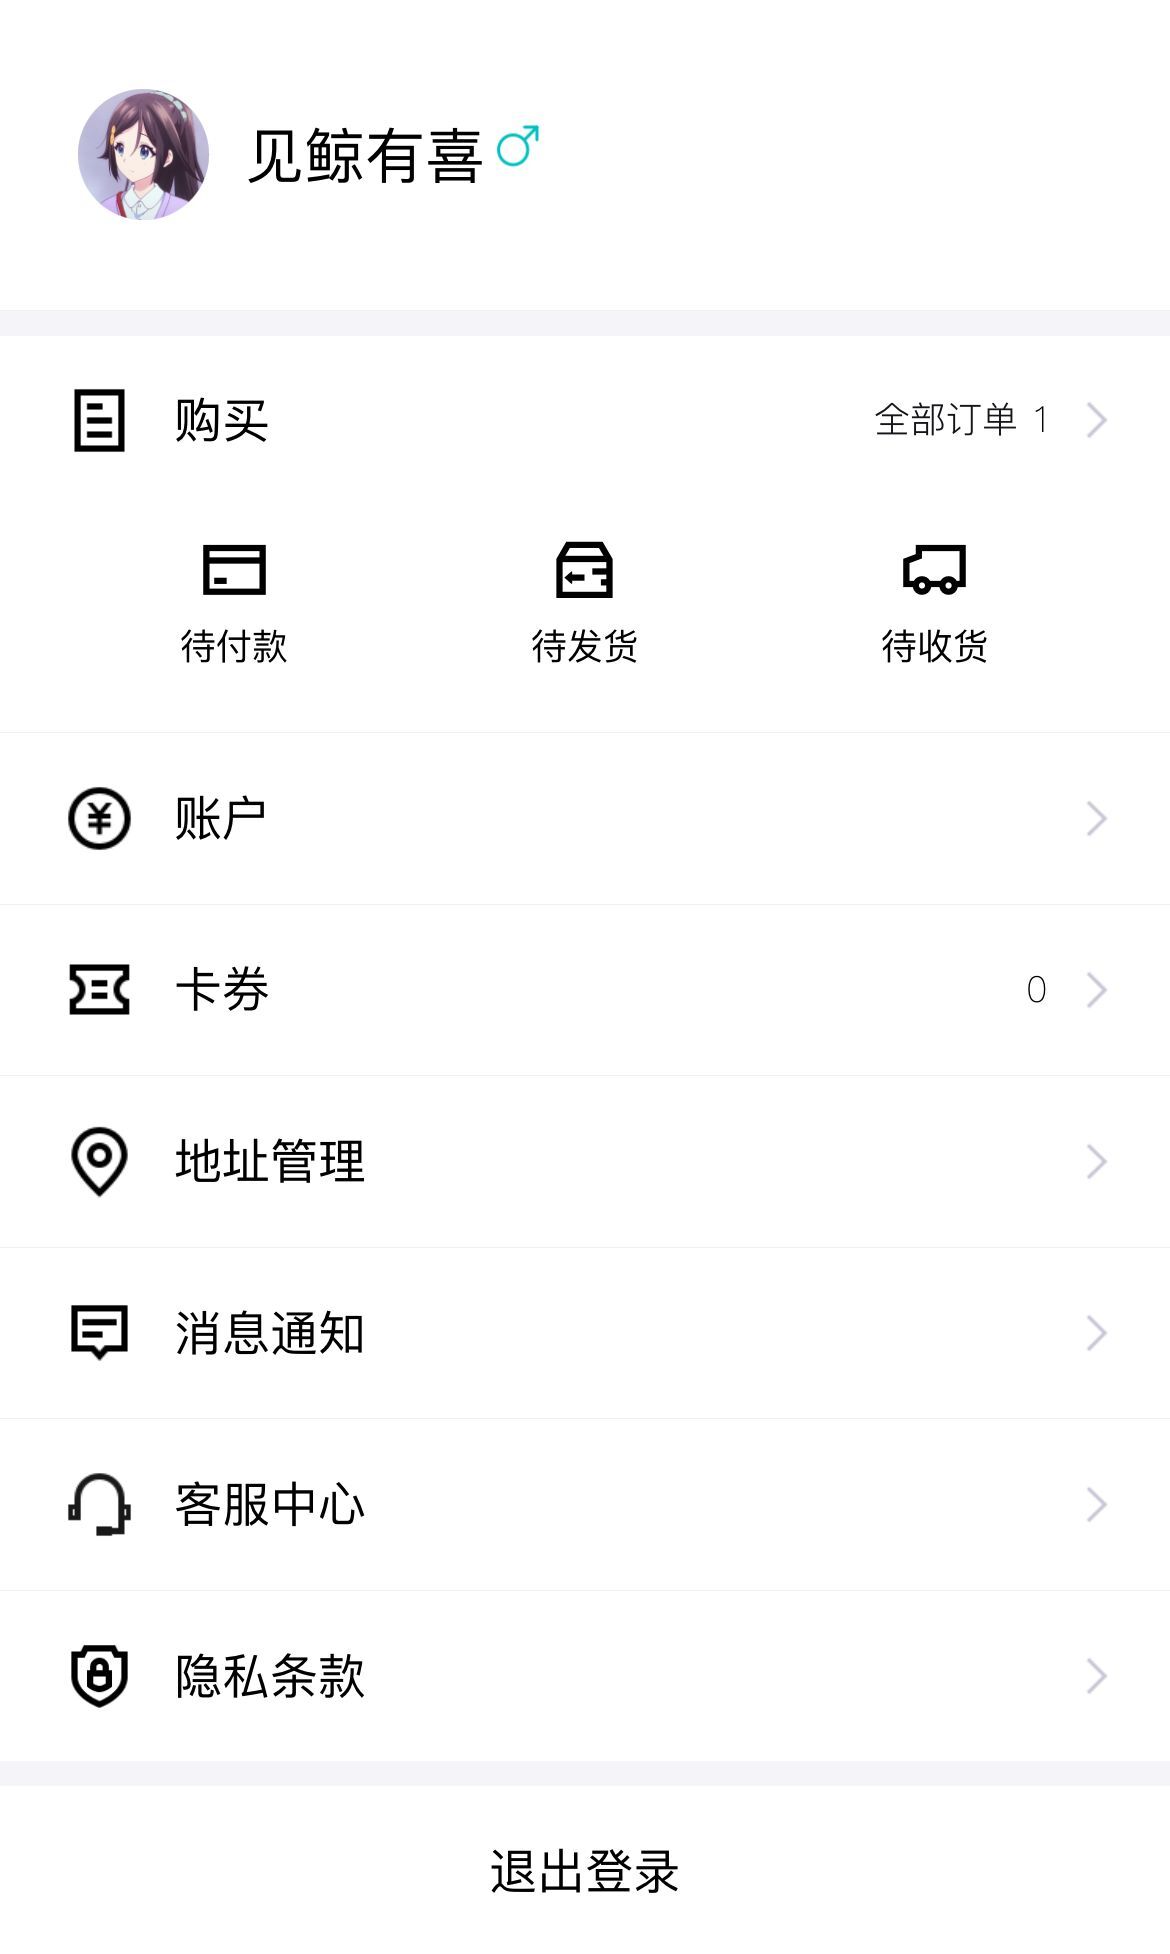 见鲸有喜
购买 全部订单 1
待付款 待发货 待收货
账户
卡券 0
地址管理
消息通知
客服中心
隐私条款
退出登录